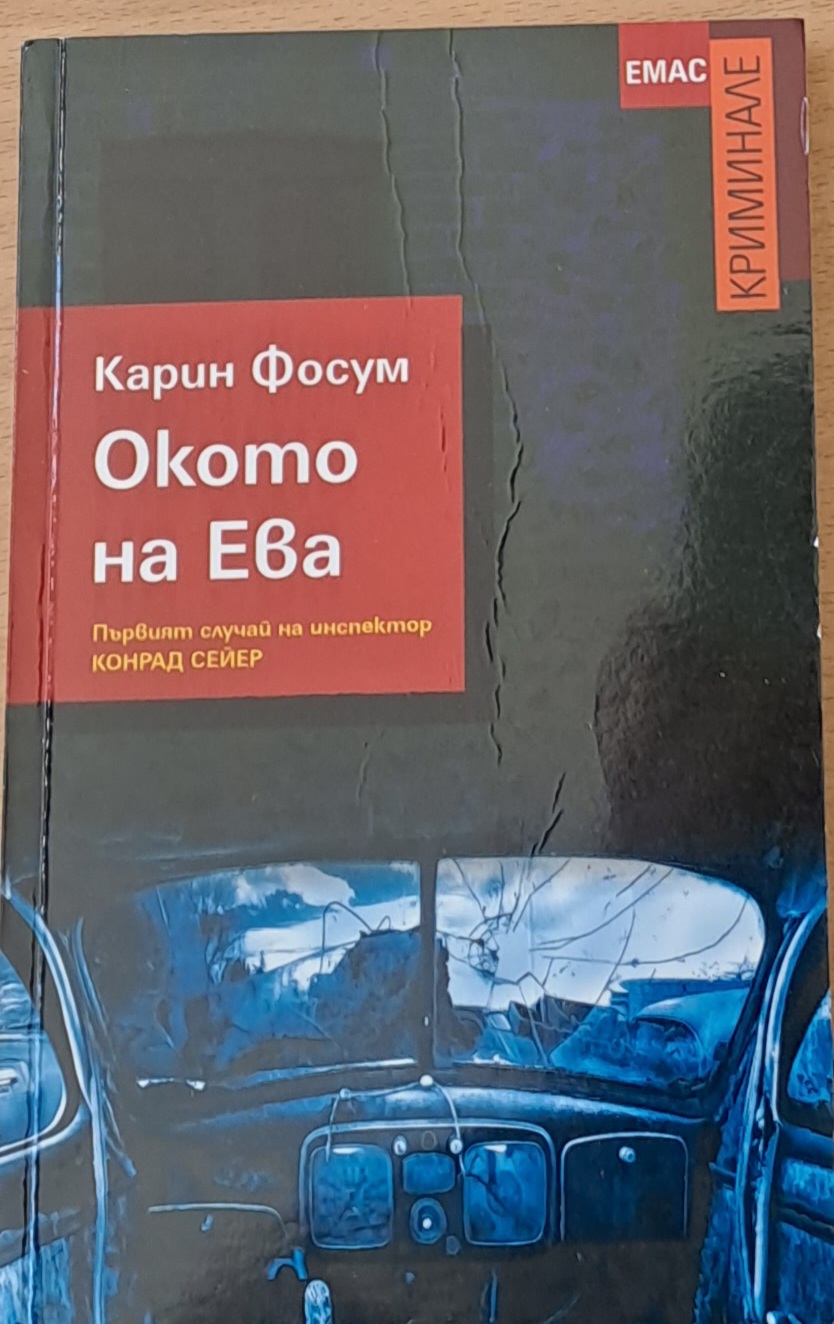 ЕМАС
КРИМИНАЛЕ
Карин Фосум
Окото
на Ева
Първият случай на инспектор
КОНРАД СЕЙЕР